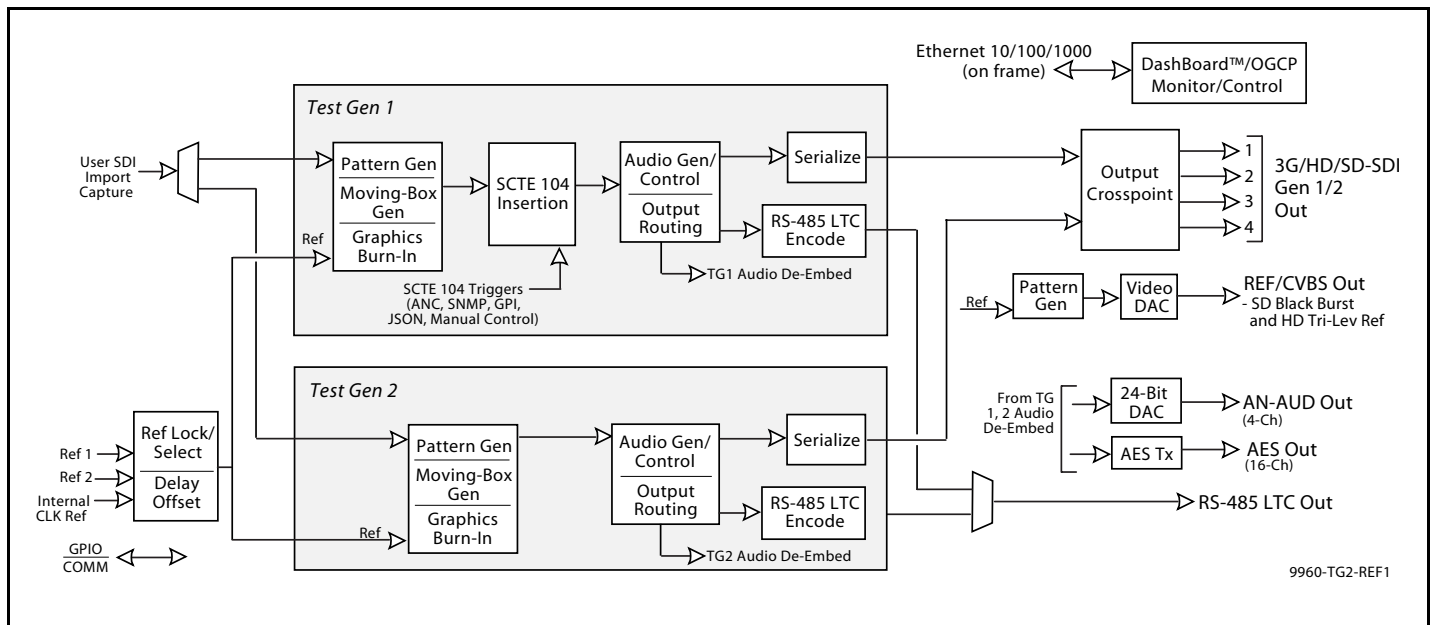 Ethernet 10/100/1000
(on frame)
DashBoard™/OGCP
Monitor/Control
Test Gen 1
User SDI
Import
Capture
Pattern Gen
Moving-Box
Gen
Graphics
Burn-In
Ref
SCTE 104
Insertion
SCTE 104 Triggers
(ANC, SNMP, GPI,
JSON, Manual Control)
Audio Gen/
Control
Output
Routing
Serialize
RS-485 LTC
Encode
TG1 Audio De-Embed
Output
Crosspoint
1
2
3
4
3G/HD/SD-SDI
Gen 1/2
Out
Ref
Pattern
Gen
Video
DAC
REF/CVBS Out
- SD Black Burst
and HD Tri-Lev Ref
Test Gen 2
Ref Lock/
Select
Delay
Offset
Ref 1
Ref 2
Internal
CLK Ref
GPIO
COMM
Pattern Gen
Moving-Box
Gen
Graphics
Burn-In
Ref
Audio Gen/
Control
Output
Routing
Serialize
RS-485 LTC
Encode
TG2 Audio De-Embed
From TG
1, 2 Audio
De-Embed
24-Bit
DAC
AN-AUD Out
(4-Ch)
AES Tx
AES Out
(16-Ch)
RS-485 LTC Out
9960-TG2-REF1